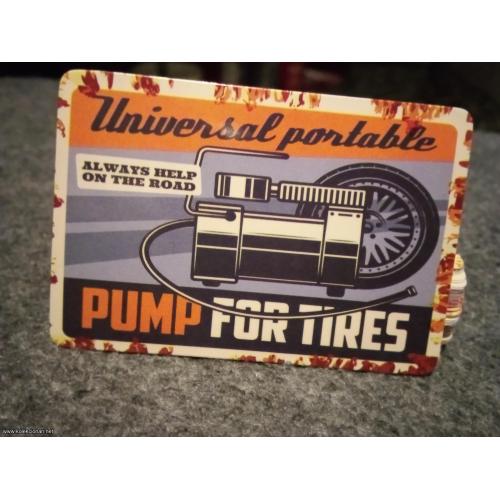 Universal portable
ALWAYS HELP
ON THE ROAD
PUMP FOR TIRES
www.kolekcionari.net